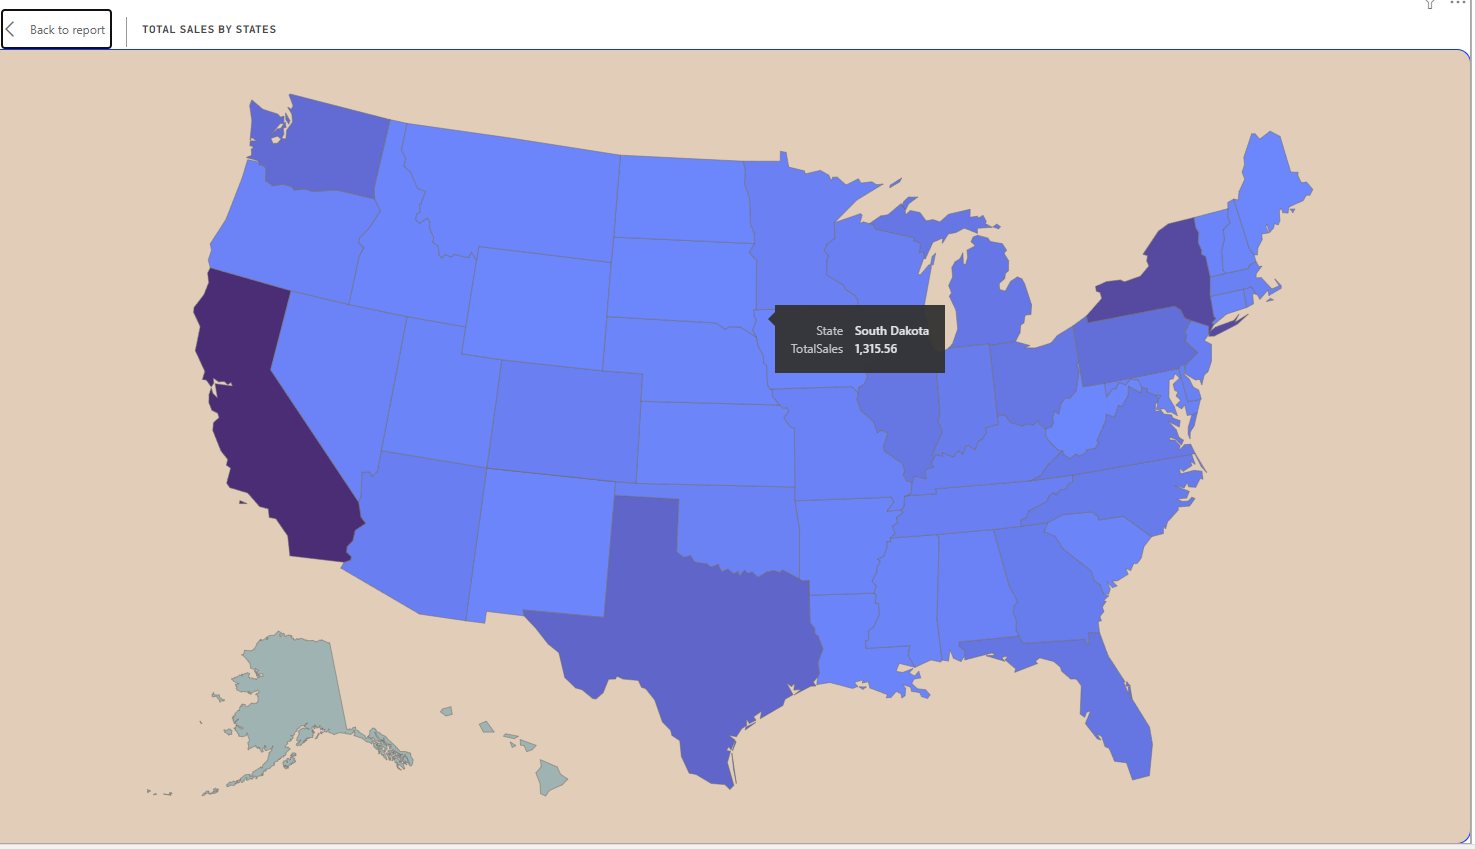 Back to report
TOTAL SALES BY STATES
State South Dakota
TotalSales 1,315.56